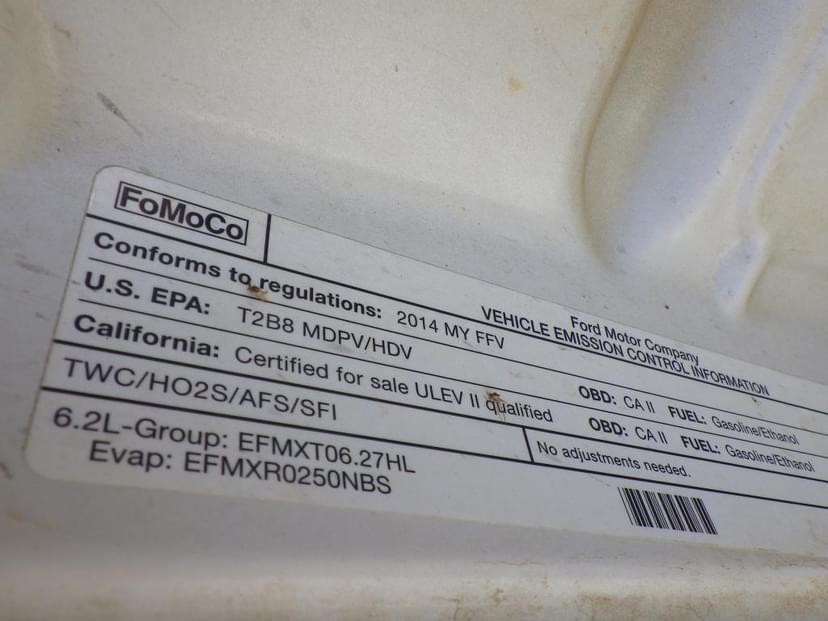 FoMoCo
Ford Motor Company
VEHICLE EMISSION CONTROL INFORMATION
Conforms to regulations: 2014 MY FFV
U.S. EPA: T2B8 MDPV/HDV OBD: CA II FUEL: Gasoline/Ethanol
California: Certified for sale ULEV II qualified OBD: CA II FUEL: Gasoline/Ethanol
TWC/HO2S/AFS/SFI No adjustments needed.
6.2L-Group: EFMXT06.27HL
Evap: EFMXR0250NBS